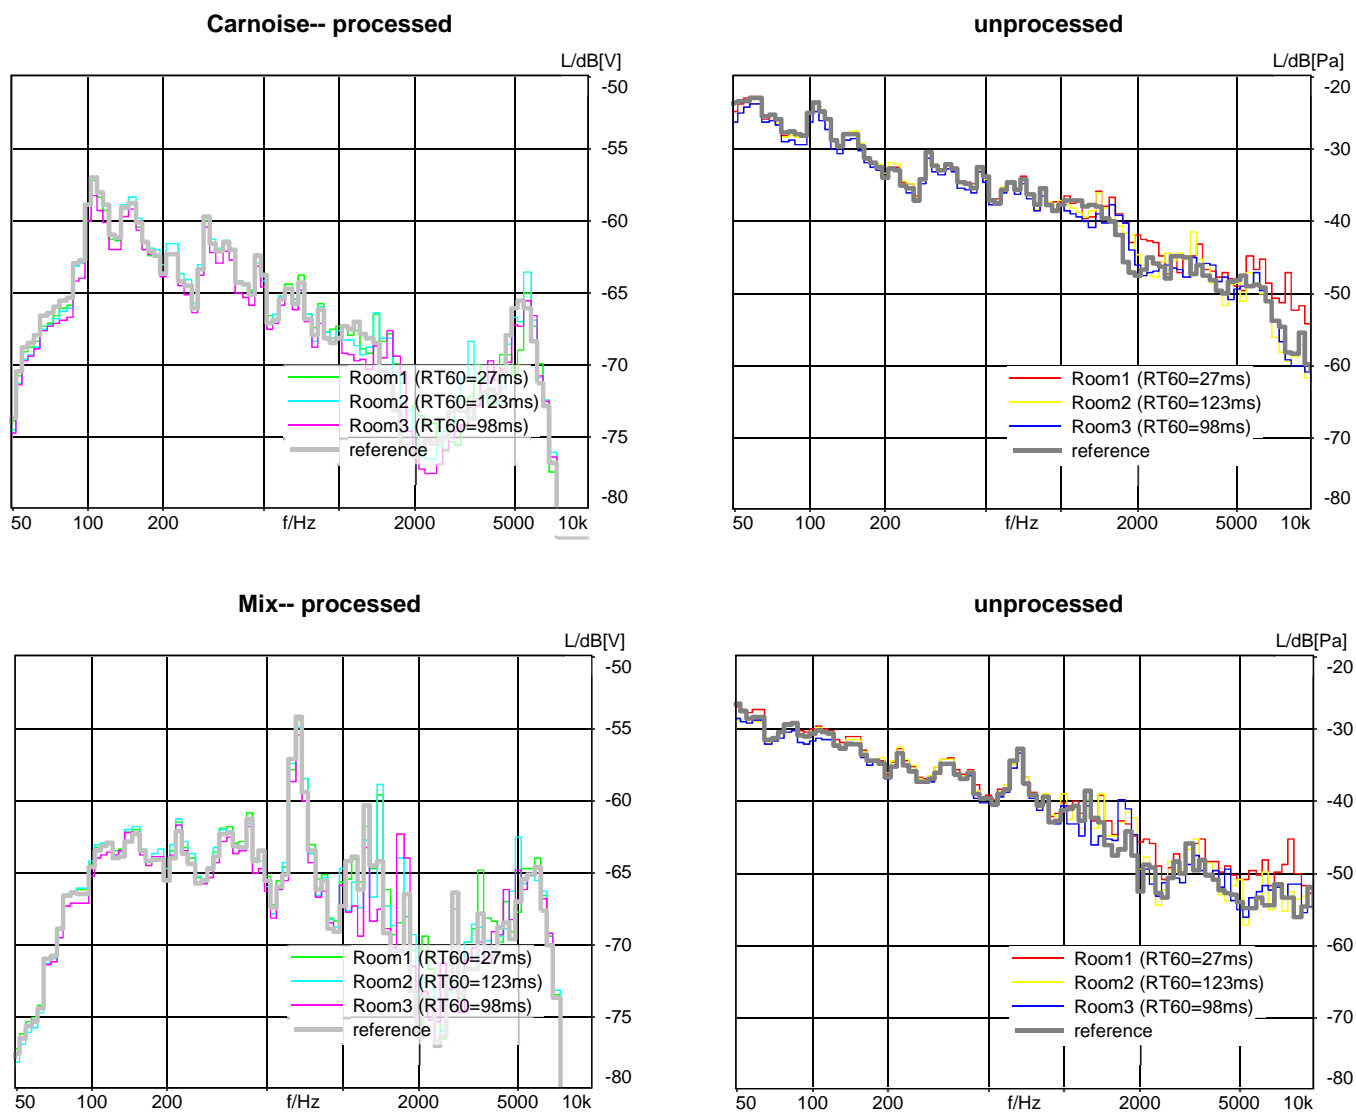 Carnoise-- processed
L/dB[V]
-50
-55
-60
-65
-70
-75
-80
Room1 (RT60=27ms)
Room2 (RT60=123ms)
Room3 (RT60=98ms)
reference
50 100 200 f/Hz 2000 5000 10k
unprocessed
L/dB[Pa]
-20
-30
-40
-50
-60
-70
-80
Room1 (RT60=27ms)
Room2 (RT60=123ms)
Room3 (RT60=98ms)
reference
50 100 200 f/Hz 2000 5000 10k
Mix-- processed
L/dB[V]
-50
-55
-60
-65
-70
-75
-80
Room1 (RT60=27ms)
Room2 (RT60=123ms)
Room3 (RT60=98ms)
reference
50 100 200 f/Hz 2000 5000 10k
unprocessed
L/dB[Pa]
-20
-30
-40
-50
-60
-70
-80
Room1 (RT60=27ms)
Room2 (RT60=123ms)
Room3 (RT60=98ms)
reference
50 100 200 f/Hz 2000 5000 10k